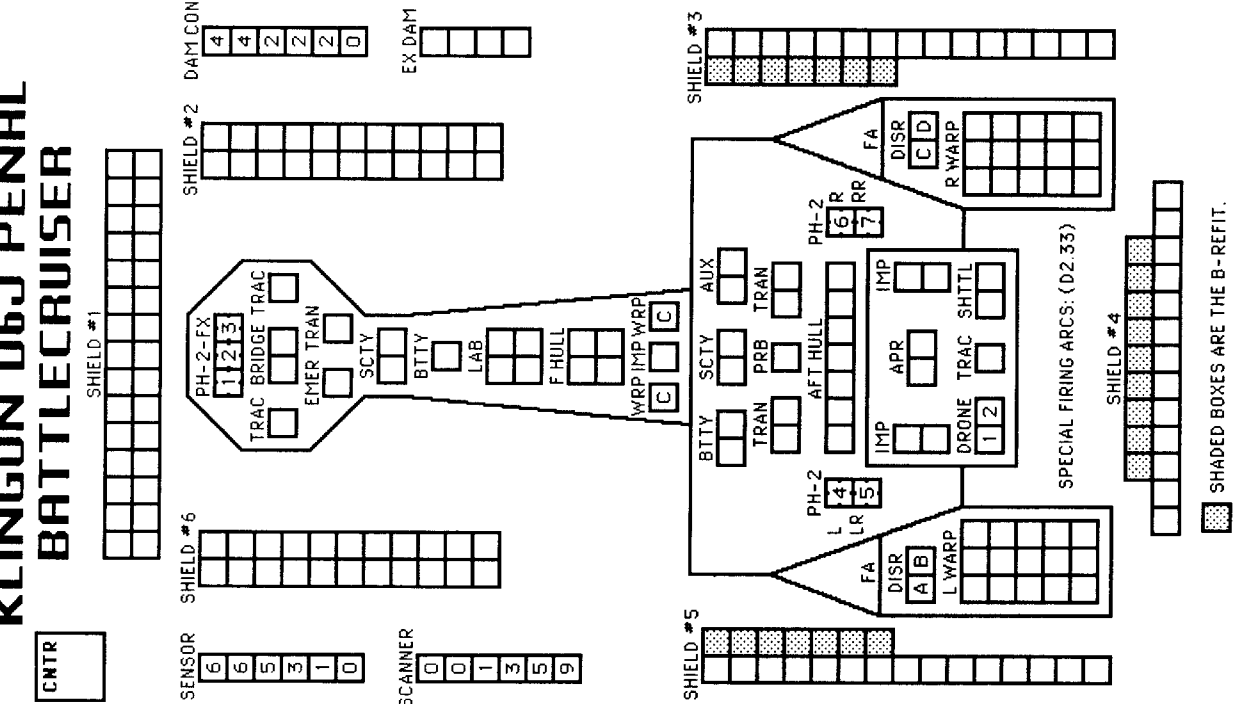 KLINGON D6J PENAL
BATTLECRUISER
CNTR
SHIELD #1
SENSOR
6
6
5
3
1
0
SCANNER
0
0
1
3
5
9
SHIELD #6
SHIELD #2
DAM CON
4
4
2
2
2
0
EX DAM
PH-2-FX
1 2 3
TRAC BRIDGE TRAC
EMER TRAN
SCTY
BTTY
LAB
F HULL
WRP IMP WRP
C C
BTTY SCTY AUX
TRAN PRB TRAN
AFT HULL
PH-2
4 L
5 LR
PH-2
6 R
7 RR
IMP APR IMP
DRONE TRAC SHTTL
1 2
SHIELD #5
FA
DISR
A B
L WARP
FA
DISR
C D
R WARP
SHIELD #3
SPECIAL FIRING ARCS: (D2.33)
SHIELD #4
SHADED BOXES ARE THE B-REFIT.